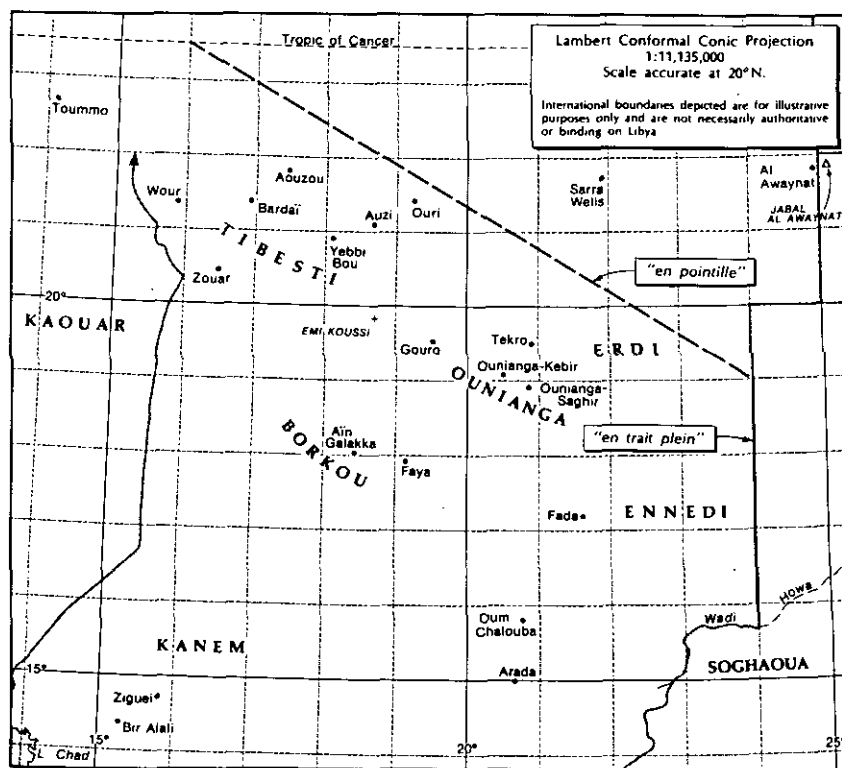 Tropic of Cancer
Lambert Conformal Conic Projection
1:11,135,000
Scale accurate at 20°N.
International boundaries depicted are for illustrative
purposes only and are not necessarily authoritative
or binding on Libya
Toummo
Aouzou
Al
Awaynat
Wour
Bardaï
Sarra
Wells
JABAL
AL AWAYNAT
Auzi
Ouri
TIBESTI
Yebbi
Bou
Zouar
"en pointille"
20°
KAOUAR
EMI KOUSSI
Gouro
Tekro
ERDI
Ounianga-Kebir
OUNIANGA
Ounianga-
Saghir
"en trait plein"
Aïn
Galakka
BORKOU
Faya
Fada
ENNEDI
Howa
Wadi
Oum
Chalouba
KANEM
SOGHAOUA
15°
Arada
Ziguei
Bir Alali
L. Chad
15°
20°
25°